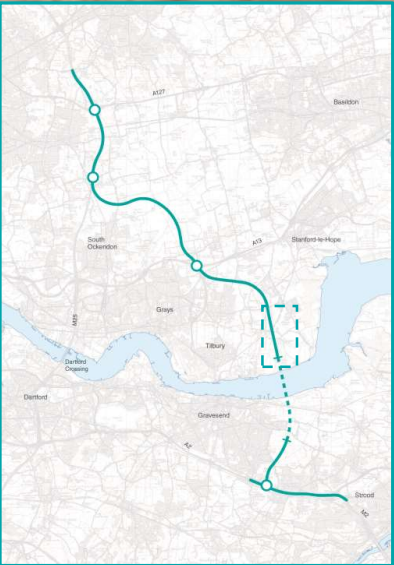 A127
Basildon
South
Ockendon
A13
Stanford-le-Hope
Grays
M25
Tilbury
Dartford
Crossing
Dartford
Gravesend
A2
Strood
M2